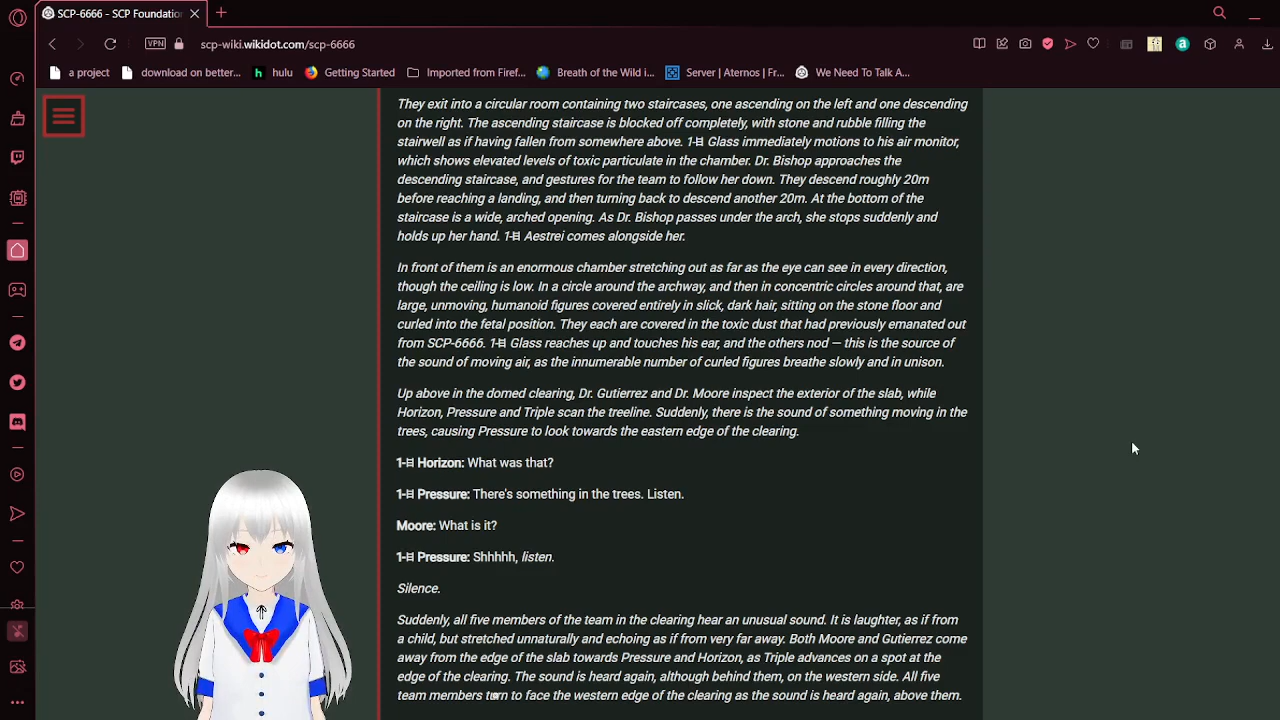 SCP-6666 - SCP Foundatio
VPN
scp-wiki.wikidot.com/scp-6666
a project
download on better...
hulu
Getting Started
Imported from Firef...
Breath of the Wild i...
Server | Aternos | Fr...
We Need To Talk A...
They exit into a circular room containing two staircases, one ascending on the left and one descending
on the right. The ascending staircase is blocked off completely, with stone and rubble filling the
stairwell as if having fallen from somewhere above. 1-ⵌ Glass immediately motions to his air monitor,
which shows elevated levels of toxic particulate in the chamber. Dr. Bishop approaches the
descending staircase, and gestures for the team to follow her down. They descend roughly 20m
before reaching a landing, and then turning back to descend another 20m. At the bottom of the
staircase is a wide, arched opening. As Dr. Bishop passes under the arch, she stops suddenly and
holds up her hand. 1-ⵌ Aestrei comes alongside her.
In front of them is an enormous chamber stretching out as far as the eye can see in every direction,
though the ceiling is low. In a circle around the archway, and then in concentric circles around that, are
large, unmoving, humanoid figures covered entirely in slick, dark hair, sitting on the stone floor and
curled into the fetal position. They each are covered in the toxic dust that had previously emanated out
from SCP-6666. 1-ⵌ Glass reaches up and touches his ear, and the others nod — this is the source of
the sound of moving air, as the innumerable number of curled figures breathe slowly and in unison.
Up above in the domed clearing, Dr. Gutierrez and Dr. Moore inspect the exterior of the slab, while
Horizon, Pressure and Triple scan the treeline. Suddenly, there is the sound of something moving in the
trees, causing Pressure to look towards the eastern edge of the clearing.
1-ⵌ Horizon: What was that?
1-ⵌ Pressure: There's something in the trees. Listen.
Moore: What is it?
1-ⵌ Pressure: Shhhhh, listen.
Silence.
Suddenly, all five members of the team in the clearing hear an unusual sound. It is laughter, as if from
a child, but stretched unnaturally and echoing as if from very far away. Both Moore and Gutierrez come
away from the edge of the slab towards Pressure and Horizon, as Triple advances on a spot at the
edge of the clearing. The sound is heard again, although behind them, on the western side. All five
team members turn to face the western edge of the clearing as the sound is heard again, above them.